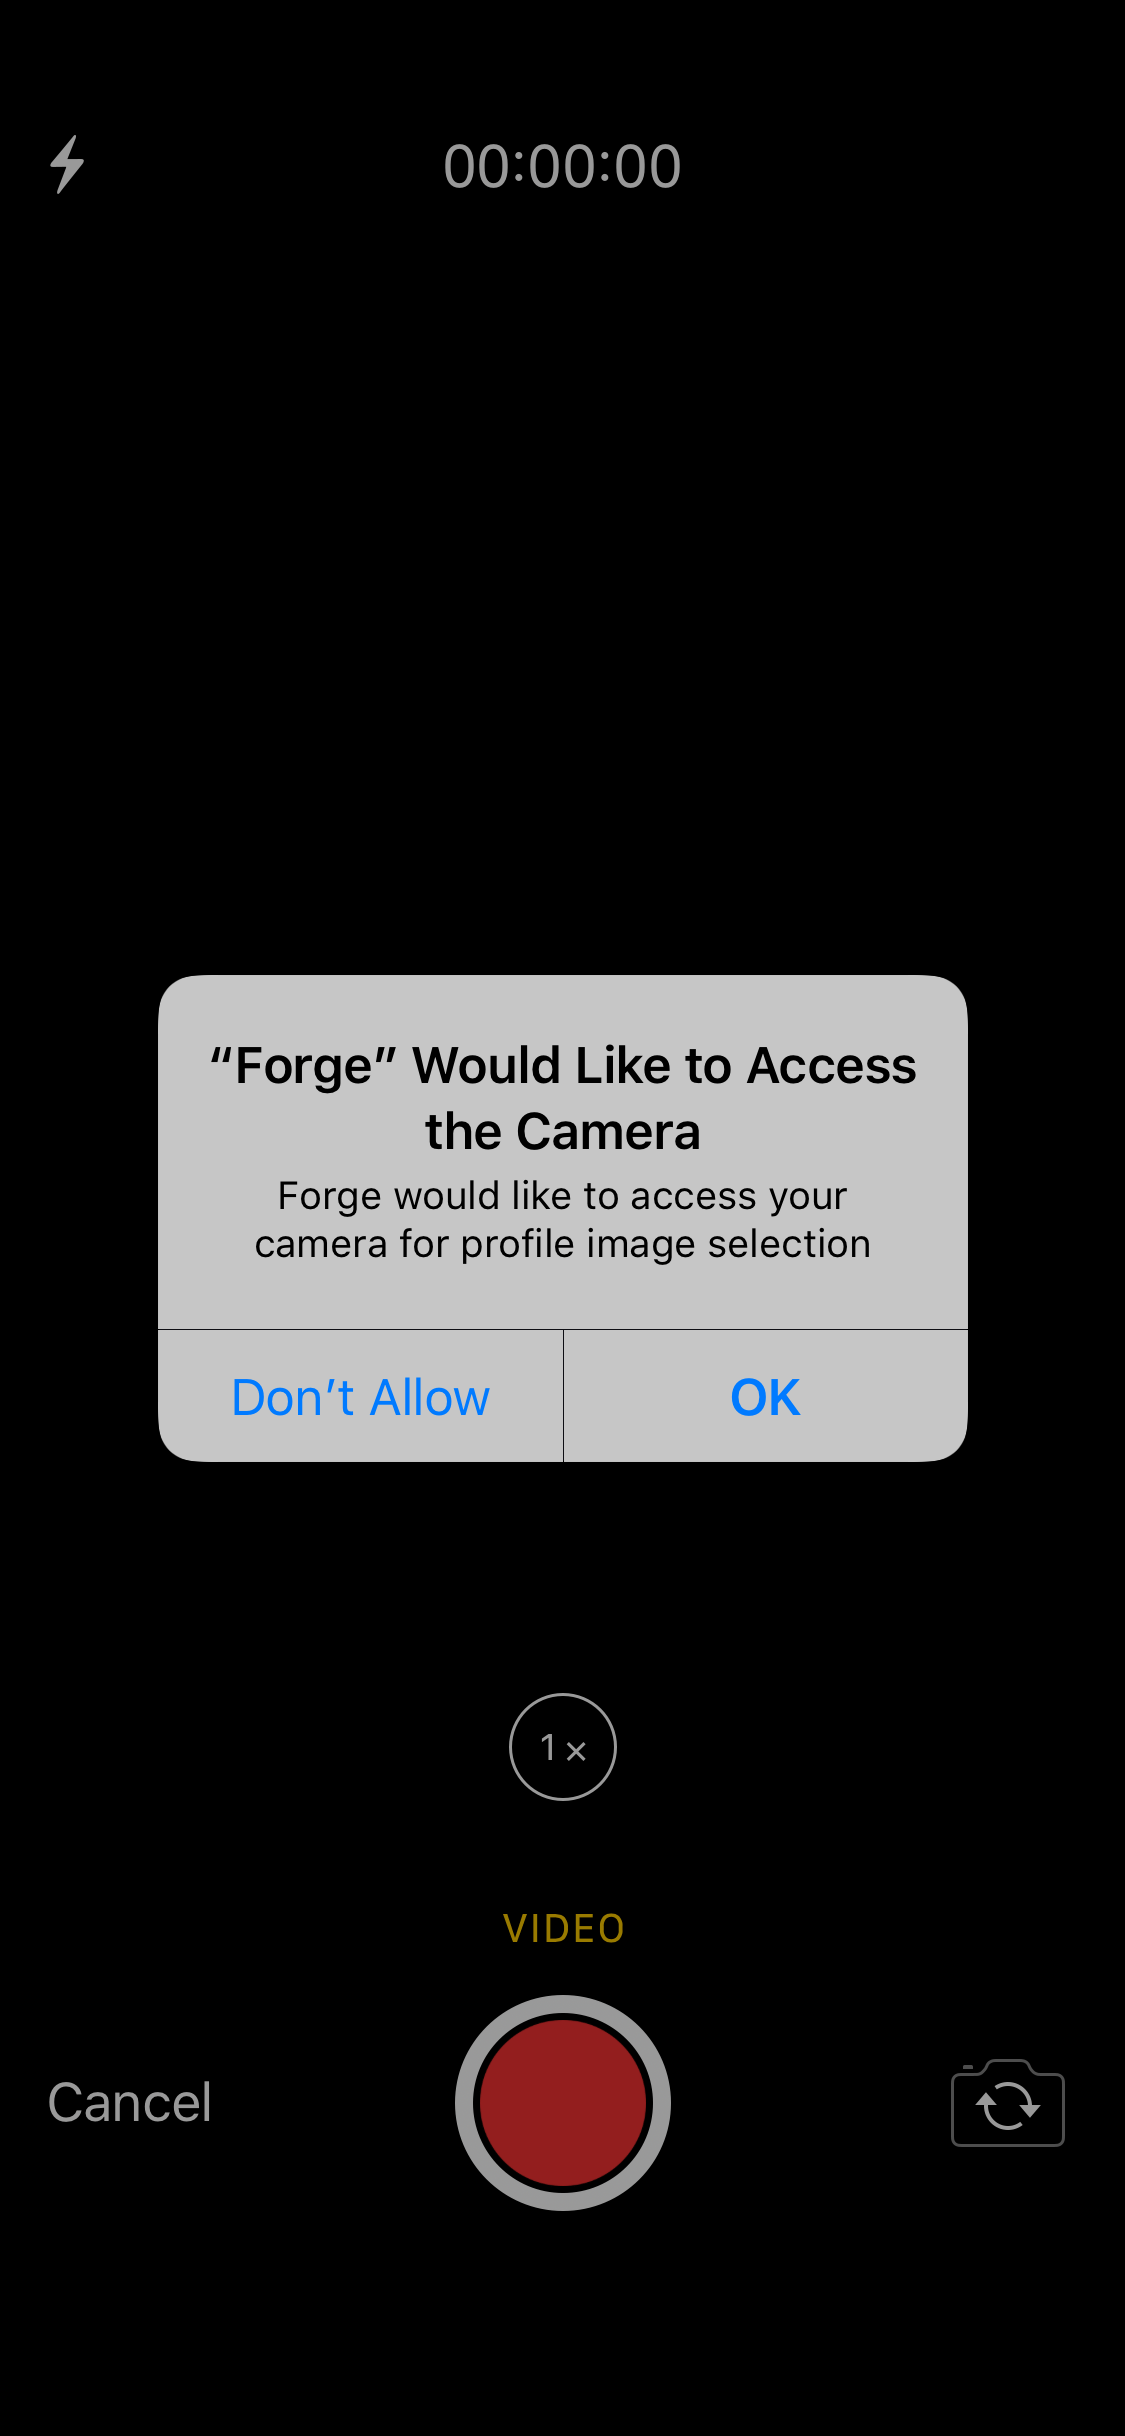 00:00:00
“Forge” Would Like to Access
the Camera
Forge would like to access your
camera for profile image selection
Don’t Allow
OK
1×
VIDEO
Cancel